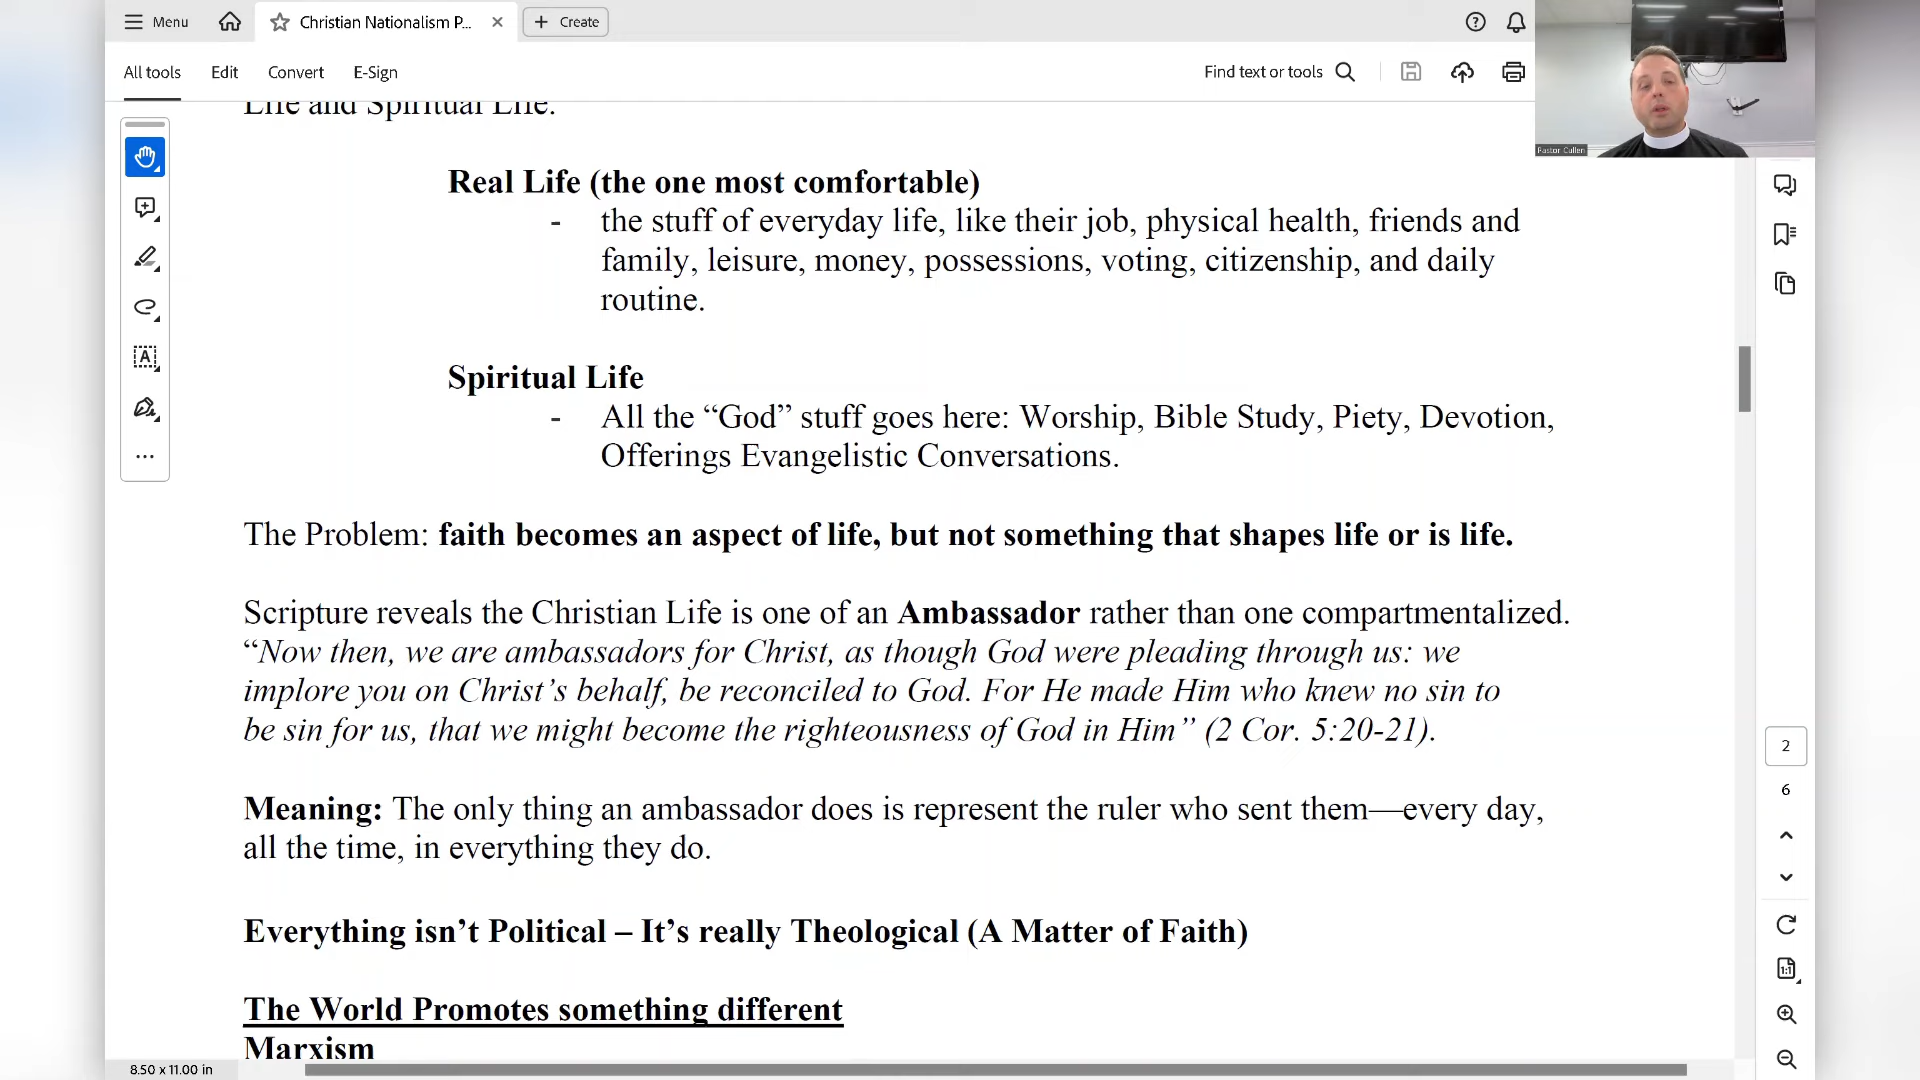 Menu
Christian Nationalism P...
Create
All tools
Edit
Convert
E-Sign
Find text or tools
Pastor Cullen
Life and Spiritual Life.
Real Life (the one most comfortable)
- the stuff of everyday life, like their job, physical health, friends and
family, leisure, money, possessions, voting, citizenship, and daily
routine.
Spiritual Life
- All the “God” stuff goes here: Worship, Bible Study, Piety, Devotion,
Offerings Evangelistic Conversations.
The Problem: faith becomes an aspect of life, but not something that shapes life or is life.
Scripture reveals the Christian Life is one of an Ambassador rather than one compartmentalized.
“Now then, we are ambassadors for Christ, as though God were pleading through us: we
implore you on Christ’s behalf, be reconciled to God. For He made Him who knew no sin to
be sin for us, that we might become the righteousness of God in Him” (2 Cor. 5:20-21).
Meaning: The only thing an ambassador does is represent the ruler who sent them—every day,
all the time, in everything they do.
Everything isn’t Political – It’s really Theological (A Matter of Faith)
The World Promotes something different
Marxism
2
6
1:1
8.50 x 11.00 in